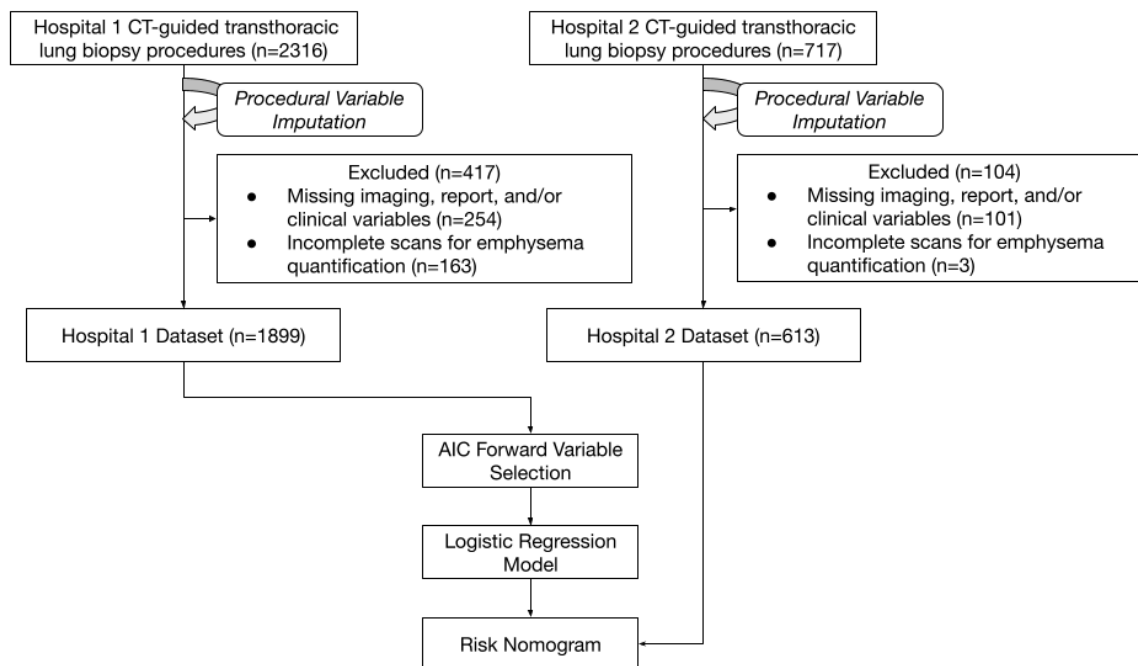 Hospital 1 CT-guided transthoracic
lung biopsy procedures (n=2316)
Hospital 2 CT-guided transthoracic
lung biopsy procedures (n=717)
Procedural Variable
Imputation
Procedural Variable
Imputation
Excluded (n=417)
● Missing imaging, report, and/or
clinical variables (n=254)
● Incomplete scans for emphysema
quantification (n=163)
Excluded (n=104)
● Missing imaging, report, and/or
clinical variables (n=101)
● Incomplete scans for emphysema
quantification (n=3)
Hospital 1 Dataset (n=1899)
Hospital 2 Dataset (n=613)
AIC Forward Variable
Selection
Logistic Regression
Model
Risk Nomogram